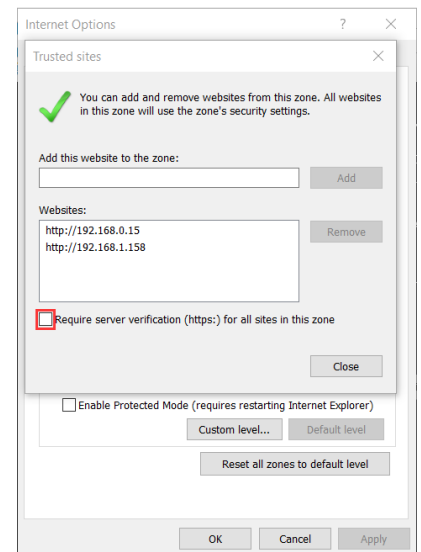 Internet Options
Trusted sites
You can add and remove websites from this zone. All websites
in this zone will use the zone's security settings.
Add this website to the zone:
Add
Websites:
http://192.168.0.15
http://192.168.1.158
Remove
Require server verification (https:) for all sites in this zone
Close
Enable Protected Mode (requires restarting Internet Explorer)
Custom level... Default level
Reset all zones to default level
OK Cancel Apply